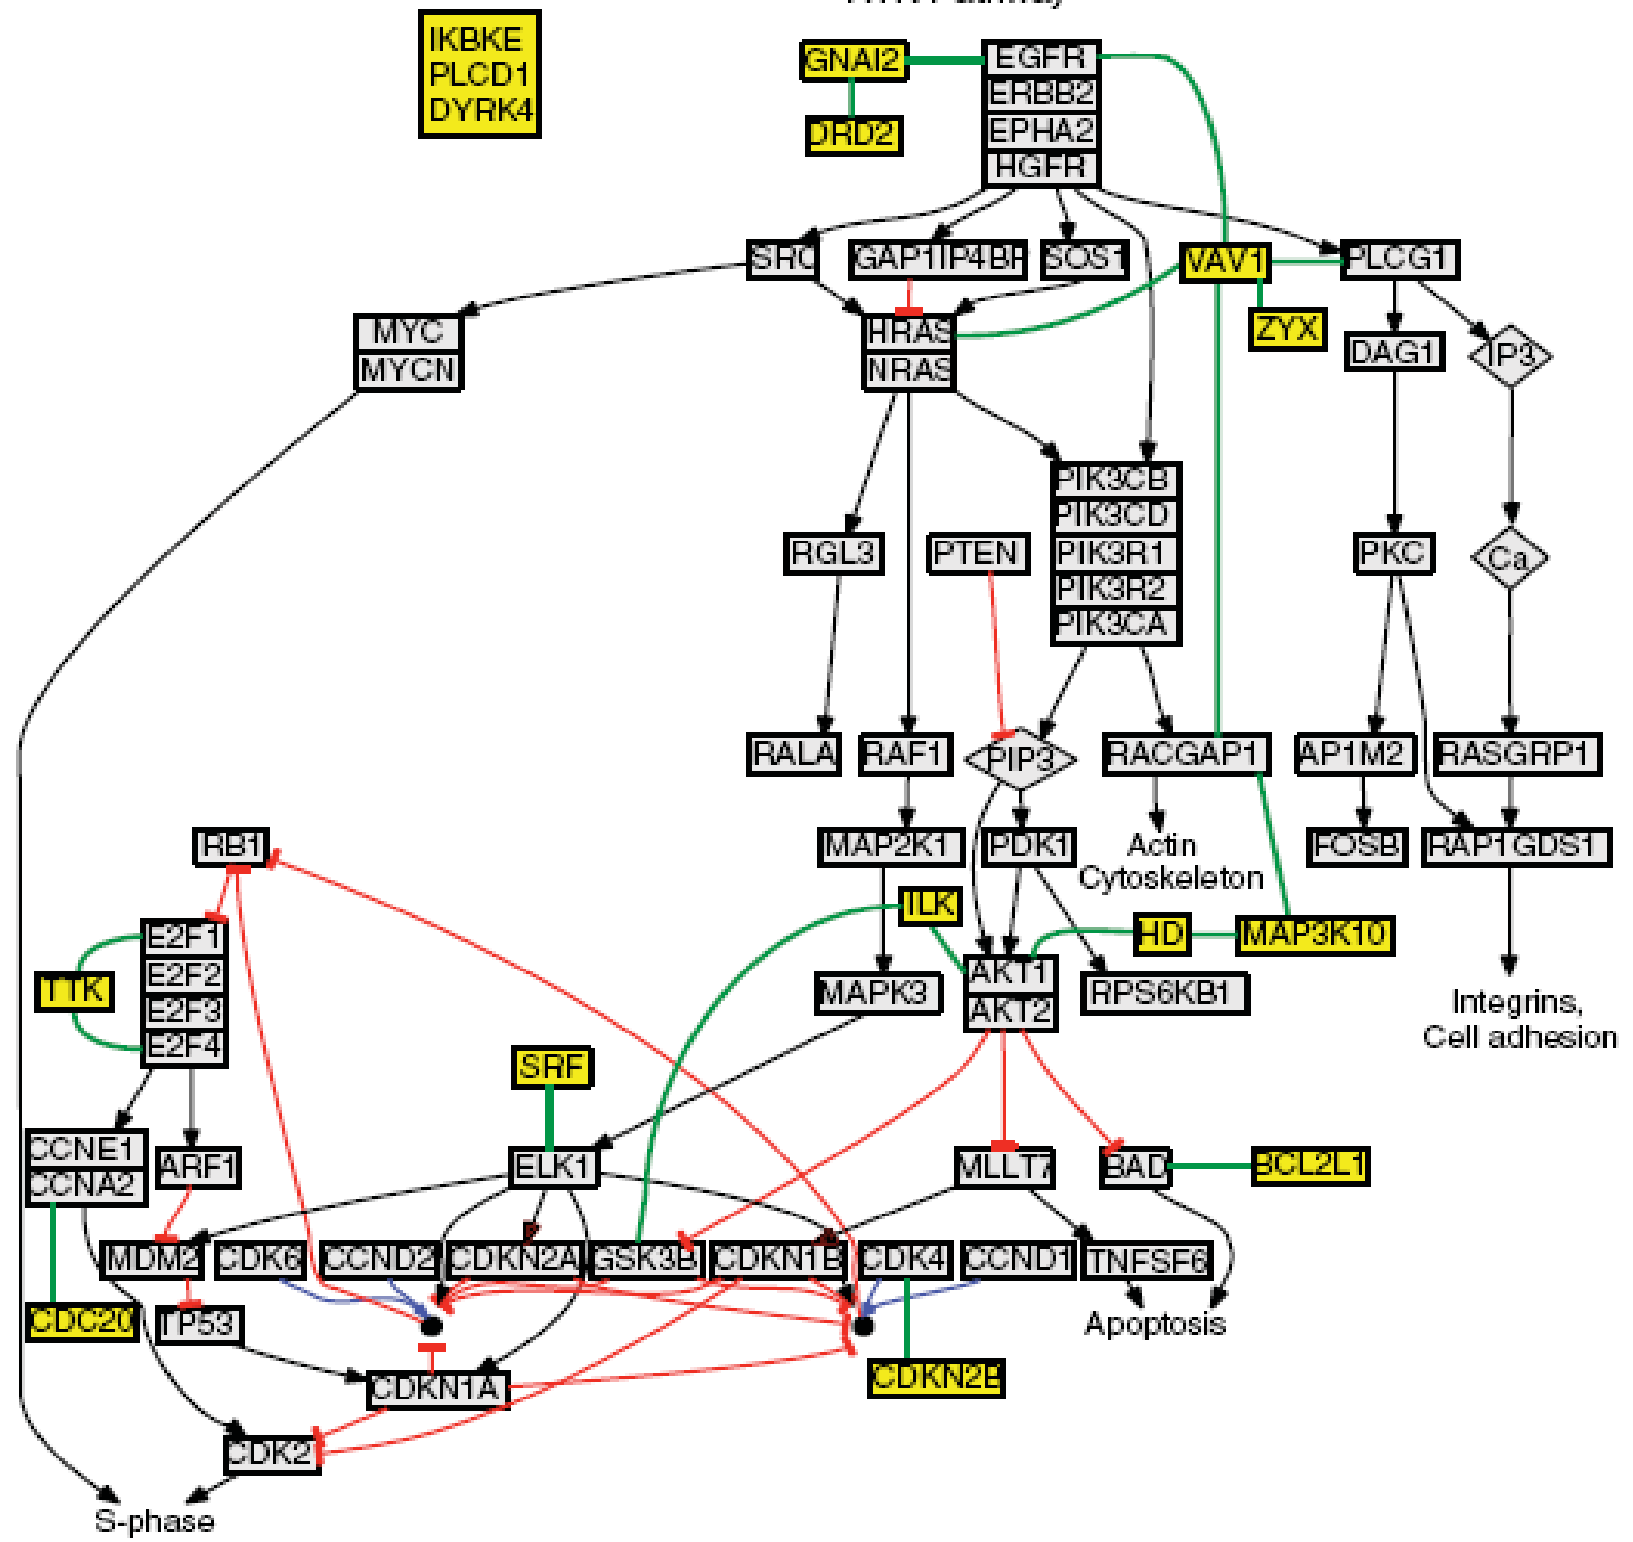 IKBKE
PLCD1
DYRK4
GNAI2
EGFR
ERBB2
DRD2
EPHA2
HGFR
SRC
GAP1IP4BP
SOS1
VAV1
PLCG1
MYC
MYCN
HRAS
NRAS
ZYX
DAG1
IP3
PIK3CB
PIK3CD
PIK3R1
PIK3R2
PIK3CA
RGL3
PTEN
PKC
Ca
RALA
RAF1
PIP3
RACGAP1
AP1M2
RASGRP1
RB1
MAP2K1
PDK1
Actin
Cytoskeleton
FOSB
RAP1GDS1
ILK
HD
MAP3K10
E2F1
E2F2
E2F3
E2F4
TTK
MAPK3
AKT1
AKT2
RPS6KB1
Integrins,
Cell adhesion
SRF
CCNE1
CCNA2
ARF1
ELK1
MLLT7
BAD
BCL2L1
MDM2
CDK6
CCND2
CDKN2A
GSK3B
CDKN1B
CDK4
CCND1
TNFSF6
CDC20
TP53
Apoptosis
CDKN1A
CDKN2B
CDK2
S-phase